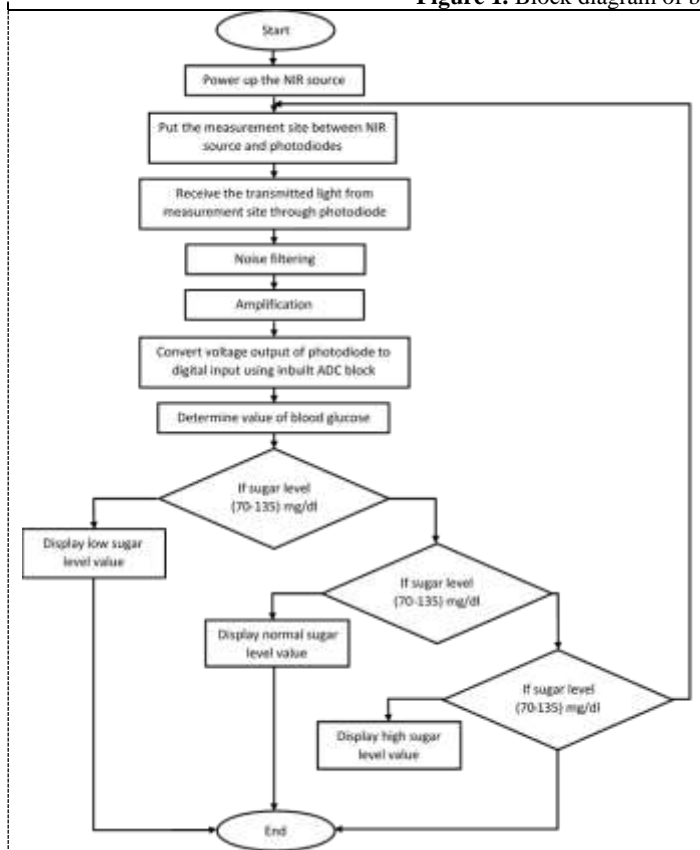 Figure 1. Block diagram of b
Start
Power up the NIR source
Put the measurement site between NIR
source and photodiodes
Receive the transmitted light from
measurement site through photodiode
Noise filtering
Amplification
Convert voltage output of photodiode to
digital input using inbuilt ADC block
Determine value of blood glucose
If sugar level
(70-135) mg/dl
Display low sugar
level value
If sugar level
(70-135) mg/dl
Display normal sugar
level value
If sugar level
(70-135) mg/dl
Display high sugar
level value
End